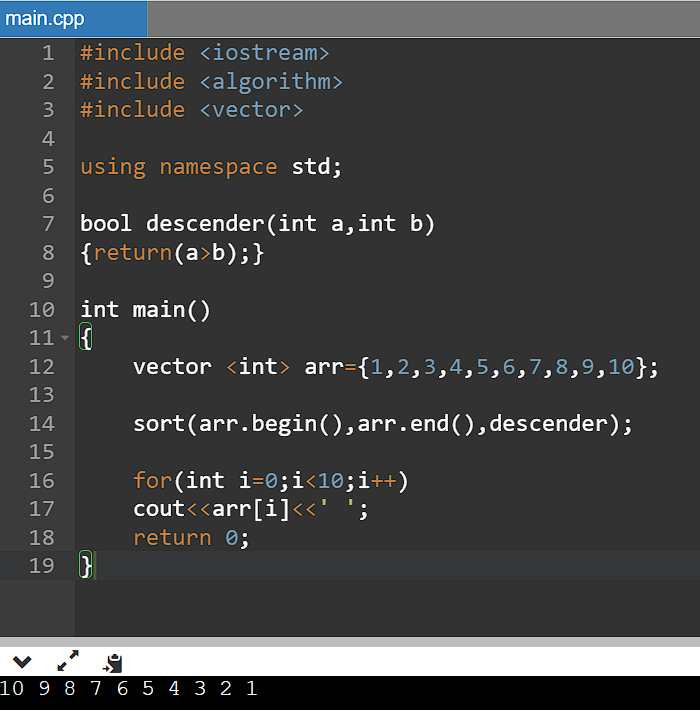 main.cpp
1 #include <iostream>
2 #include <algorithm>
3 #include <vector>
4
5 using namespace std;
6
7 bool descender(int a,int b)
8 {return(a>b);}
9
10 int main()
11 {
12     vector <int> arr={1,2,3,4,5,6,7,8,9,10};
13
14     sort(arr.begin(),arr.end(),descender);
15
16     for(int i=0;i<10;i++)
17     cout<<arr[i]<<' ';
18     return 0;
19 }
10 9 8 7 6 5 4 3 2 1